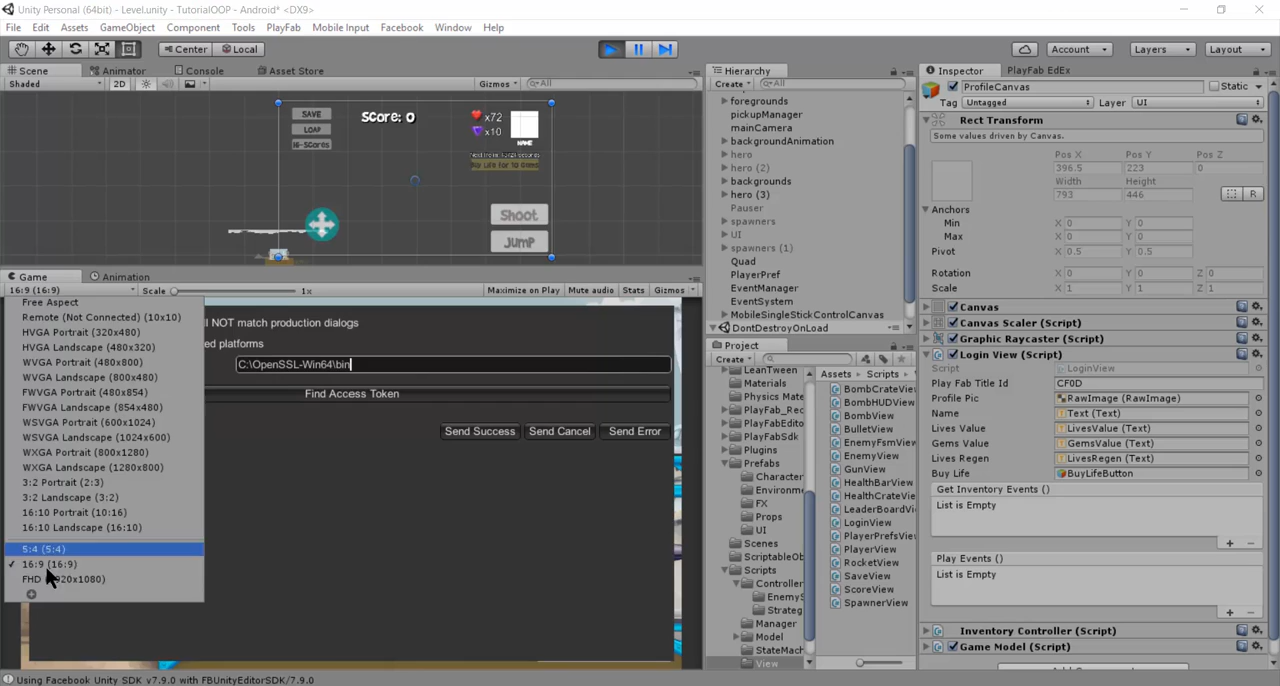 Unity Personal (64bit) - Level.unity - TutorialOOP - Android* <DX9>
File Edit Assets GameObject Component Tools PlayFab Mobile Input Facebook Window Help
Center Local Account Layers Layout
Scene Animator Console Asset Store
Shaded 2D Gizmos All
SAVE
LOAD
Hi-Scores
Score: 0
x72
x10
NAME
Shoot
Jump
Game Animation
16:9 (16:9) Scale 1x Maximize on Play Mute audio Stats Gizmos
Free Aspect
Remote (Not Connected) (10x10)
HVGA Portrait (320x480)
HVGA Landscape (480x320)
WVGA Portrait (480x800)
WVGA Landscape (800x480)
FWVGA Portrait (480x854)
FWVGA Landscape (854x480)
WSVGA Portrait (600x1024)
WSVGA Landscape (1024x600)
WXGA Portrait (800x1280)
WXGA Landscape (1280x800)
3:2 Portrait (2:3)
3:2 Landscape (3:2)
16:10 Portrait (10:16)
16:10 Landscape (16:10)
5:4 (5:4)
16:9 (16:9)
FHD (1920x1080)
l NOT match production dialogs
ed platforms
C:\OpenSSL-Win64\bin
Find Access Token
Send Success Send Cancel Send Error
Hierarchy
Create All
foregrounds
pickupManager
mainCamera
backgroundAnimation
hero
hero (2)
backgrounds
hero (3)
Pauser
spawners
UI
spawners (1)
Quad
PlayerPref
EventManager
EventSystem
MobileSingleStickControlCanvas
DontDestroyOnLoad
Project
Create
LeanTween
Materials
Physics Mate
PlayFab_Rec
PlayFabEditor
PlayFabSdk
Plugins
Prefabs
Character
Environme
FX
Props
UI
Scenes
ScriptableOb
Scripts
Controller
EnemyS
Strateg
Manager
Model
StateMach
View
Assets Scripts
BombCrateView
BombHUDView
BombView
BulletView
EnemyFsmView
EnemyView
GunView
HealthBarView
HealthCrateView
LeaderBoardVi
LoginView
PlayerPrefsView
PlayerView
RocketView
SaveView
ScoreView
SpawnerView
Inspector PlayFab EdEx
ProfileCanvas Static
Tag Untagged Layer UI
Rect Transform
Some values driven by Canvas.
Pos X Pos Y Pos Z
396.5 223 0
Width Height
793 446
R
Anchors
Min X 0 Y 0
Max X 0 Y 0
Pivot X 0.5 Y 0.5
Rotation X 0 Y 0 Z 0
Scale X 1 Y 1 Z 1
Canvas
Canvas Scaler (Script)
Graphic Raycaster (Script)
Login View (Script)
Script LoginView
Play Fab Title Id CF0D
Profile Pic RawImage (RawImage)
Name Text (Text)
Lives Value LivesValue (Text)
Gems Value GemsValue (Text)
Lives Regen LivesRegen (Text)
Buy Life BuyLifeButton
Get Inventory Events ()
List is Empty
Play Events ()
List is Empty
Inventory Controller (Script)
Game Model (Script)
Using Facebook Unity SDK v7.9.0 with FBUnityEditorSDK/7.9.0